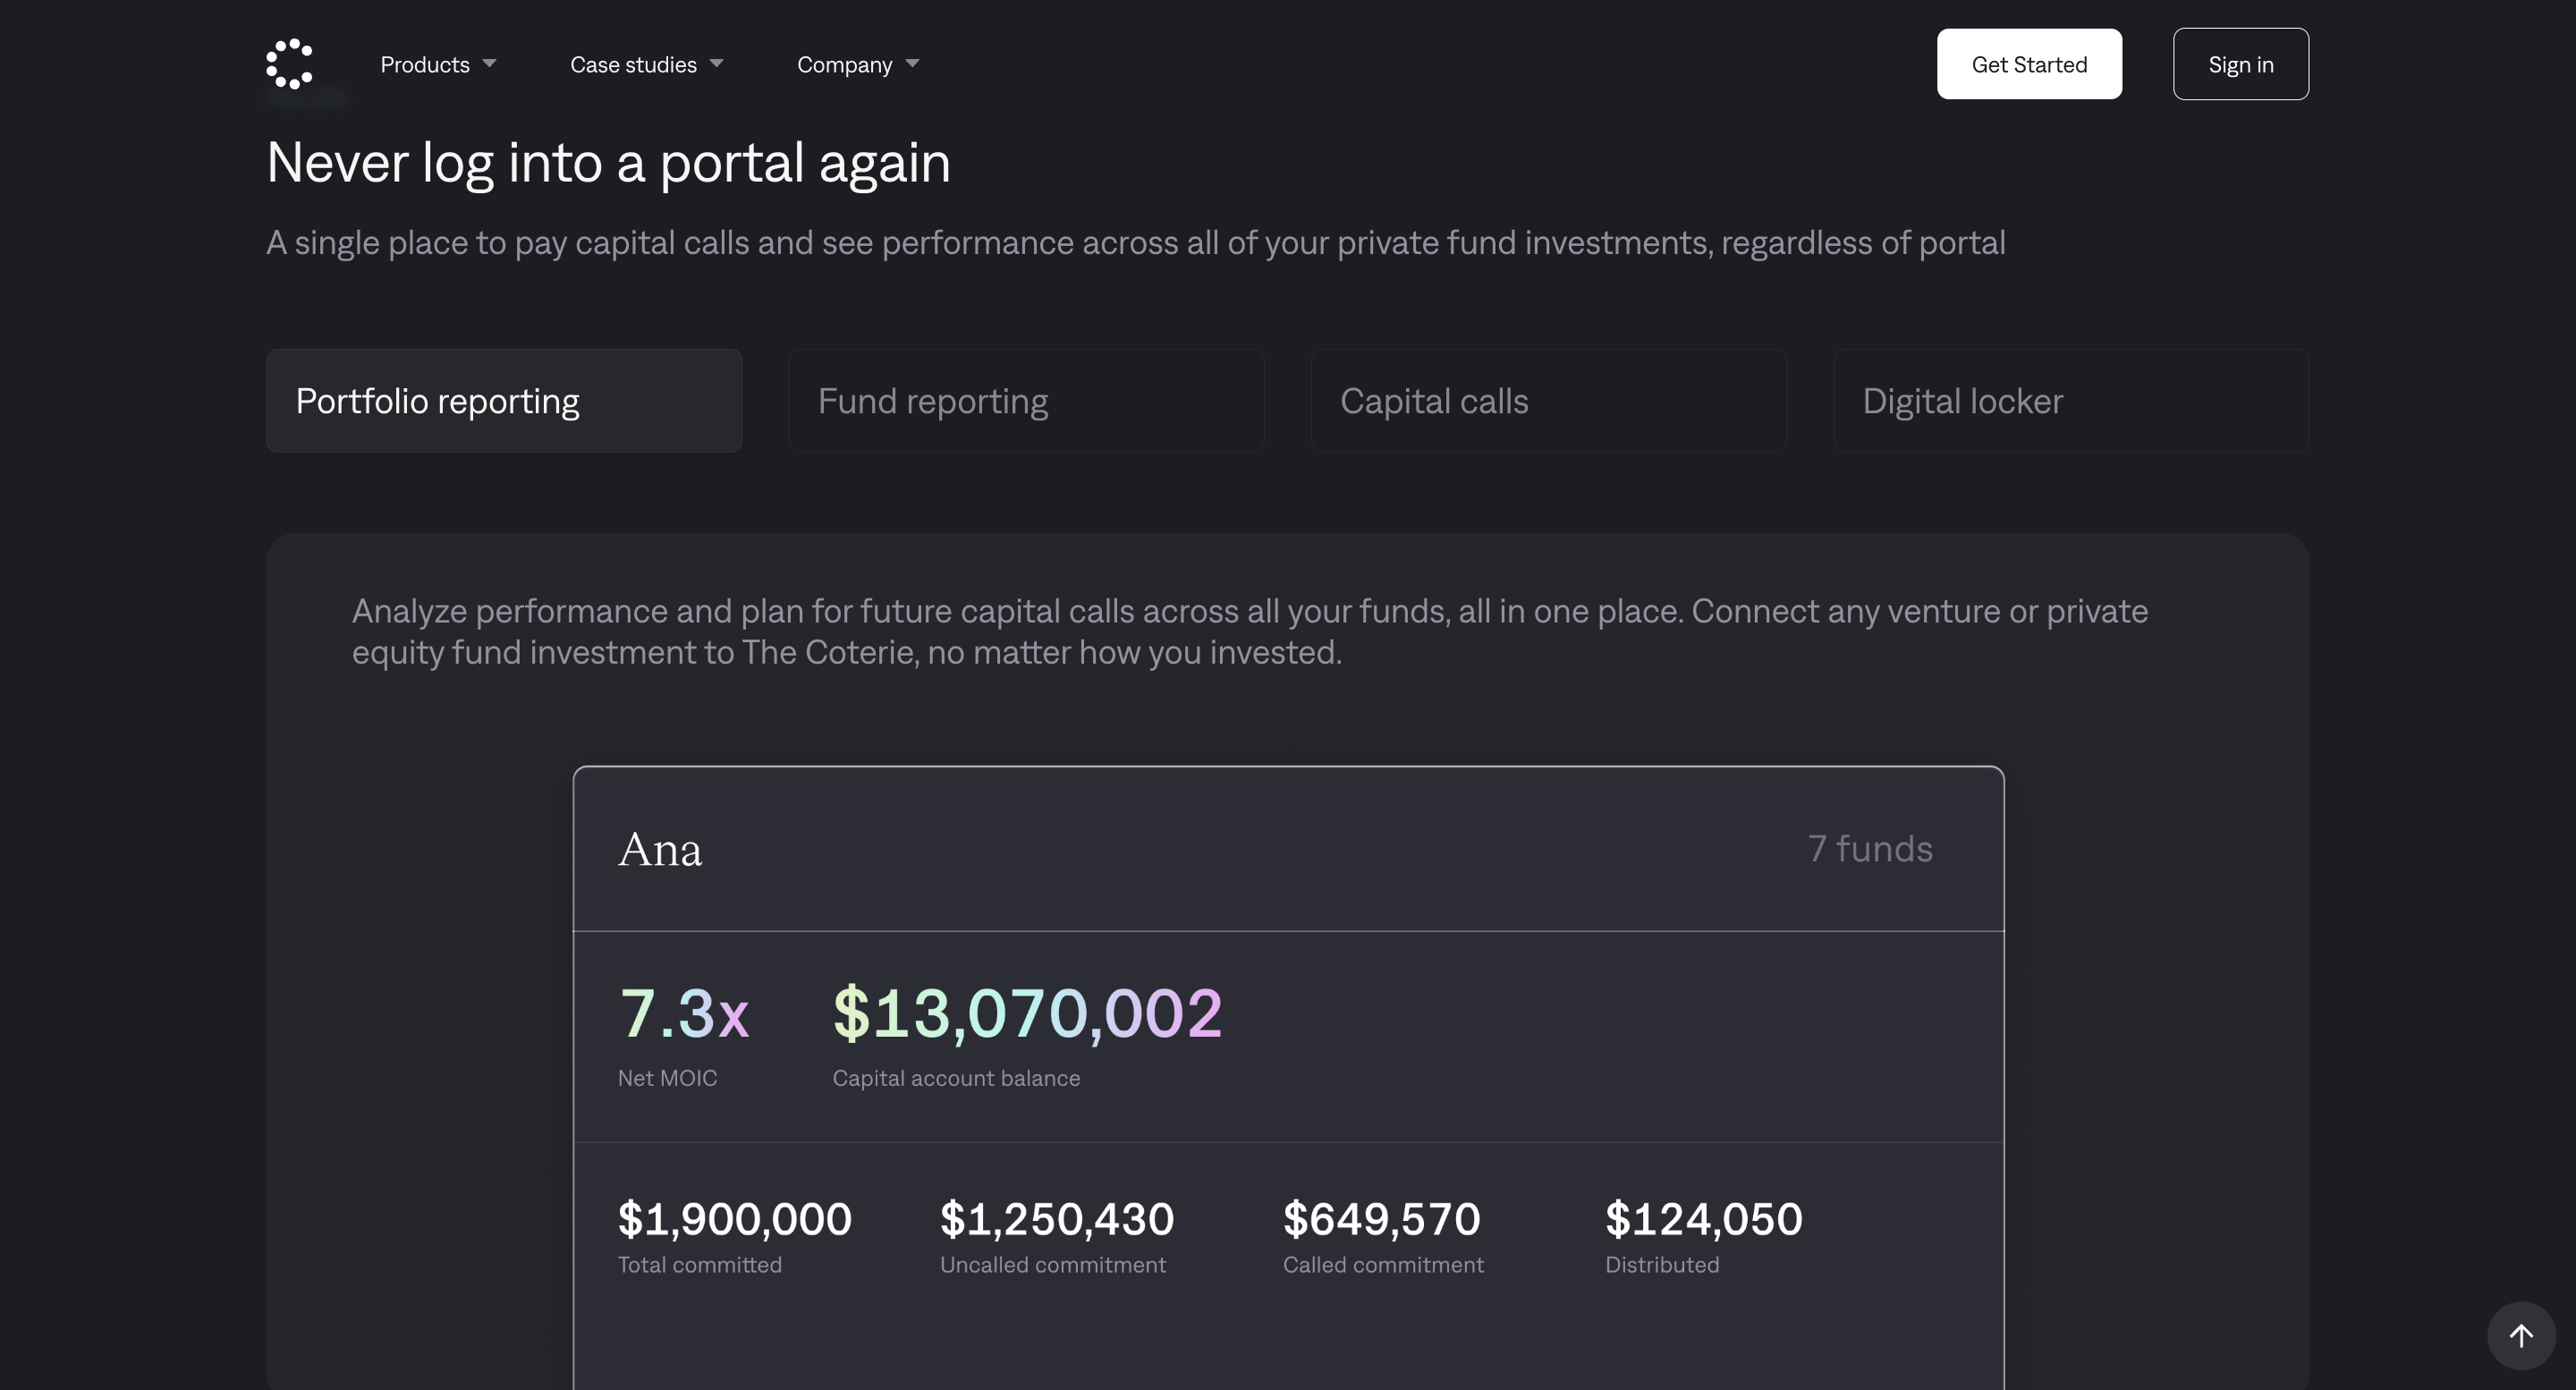 Products
Case studies
Company
Get Started
Sign in
Never log into a portal again
A single place to pay capital calls and see performance across all of your private fund investments, regardless of portal
Portfolio reporting
Fund reporting
Capital calls
Digital locker
Analyze performance and plan for future capital calls across all your funds, all in one place. Connect any venture or private
equity fund investment to The Coterie, no matter how you invested.
Ana
7 funds
7.3x
$13,070,002
Net MOIC
Capital account balance
$1,900,000
$1,250,430
$649,570
$124,050
Total committed
Uncalled commitment
Called commitment
Distributed